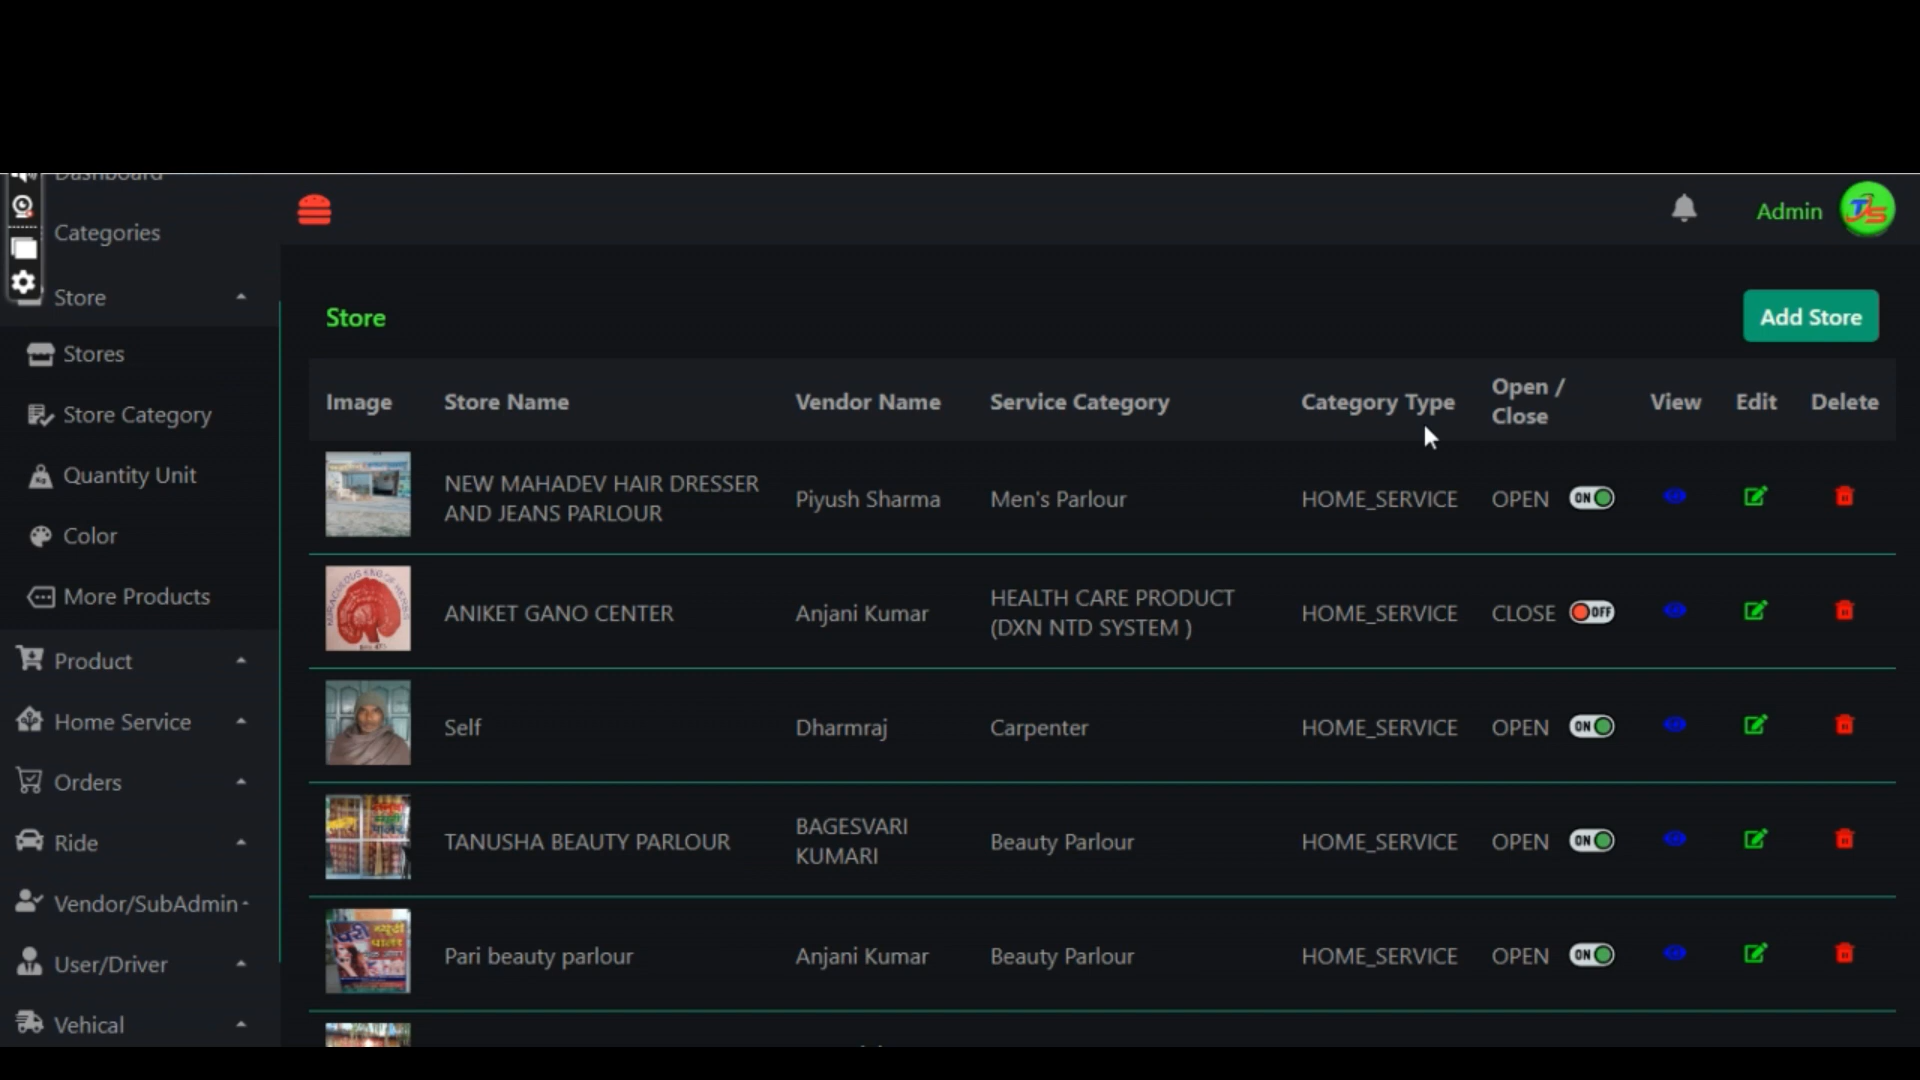 Dashboard
Admin
Categories
Store
Store
Add Store
Stores
Store Category
Quantity Unit
Color
More Products
Product
Home Service
Orders
Ride
Vendor/SubAdmin
User/Driver
Vehical
Image Store Name Vendor Name Service Category Category Type Open / Close View Edit Delete
NEW MAHADEV HAIR DRESSER
AND JEANS PARLOUR
Piyush Sharma
Men's Parlour
HOME_SERVICE
OPEN
ON
ANIKET GANO CENTER
Anjani Kumar
HEALTH CARE PRODUCT
(DXN NTD SYSTEM )
HOME_SERVICE
CLOSE
OFF
Self
Dharmraj
Carpenter
HOME_SERVICE
OPEN
ON
TANUSHA BEAUTY PARLOUR
BAGESVARI
KUMARI
Beauty Parlour
HOME_SERVICE
OPEN
ON
Pari beauty parlour
Anjani Kumar
Beauty Parlour
HOME_SERVICE
OPEN
ON